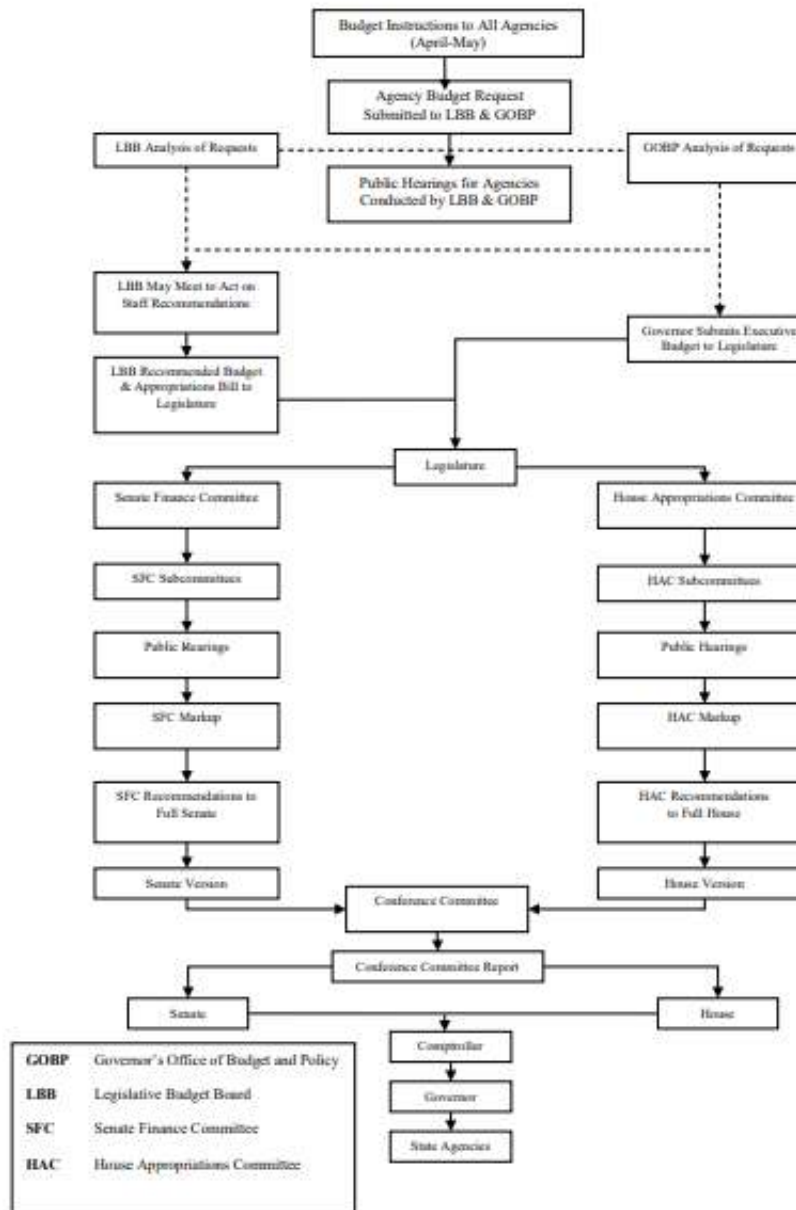 Budget Instructions to All Agencies
(April-May)
Agency Budget Request
Submitted to LBB & GOBP
LBB Analysis of Requests
GOBP Analysis of Requests
Public Hearings for Agencies
Conducted by LBB & GOBP
LBB May Meet to Act on
Staff Recommendations
Governor Submits Executive
Budget to Legislature
LBB Recommended Budget
& Appropriations Bill to
Legislature
Legislature
Senate Finance Committee
House Appropriations Committee
SFC Subcommittees
HAC Subcommittees
Public Hearings
Public Hearings
SFC Markup
HAC Markup
SFC Recommendations to
Full Senate
HAC Recommendations
to Full House
Senate Version
House Version
Conference Committee
Conference Committee Report
Senate
House
Comptroller
Governor
State Agencies
GOBP Governor's Office of Budget and Policy
LBB Legislative Budget Board
SFC Senate Finance Committee
HAC House Appropriations Committee